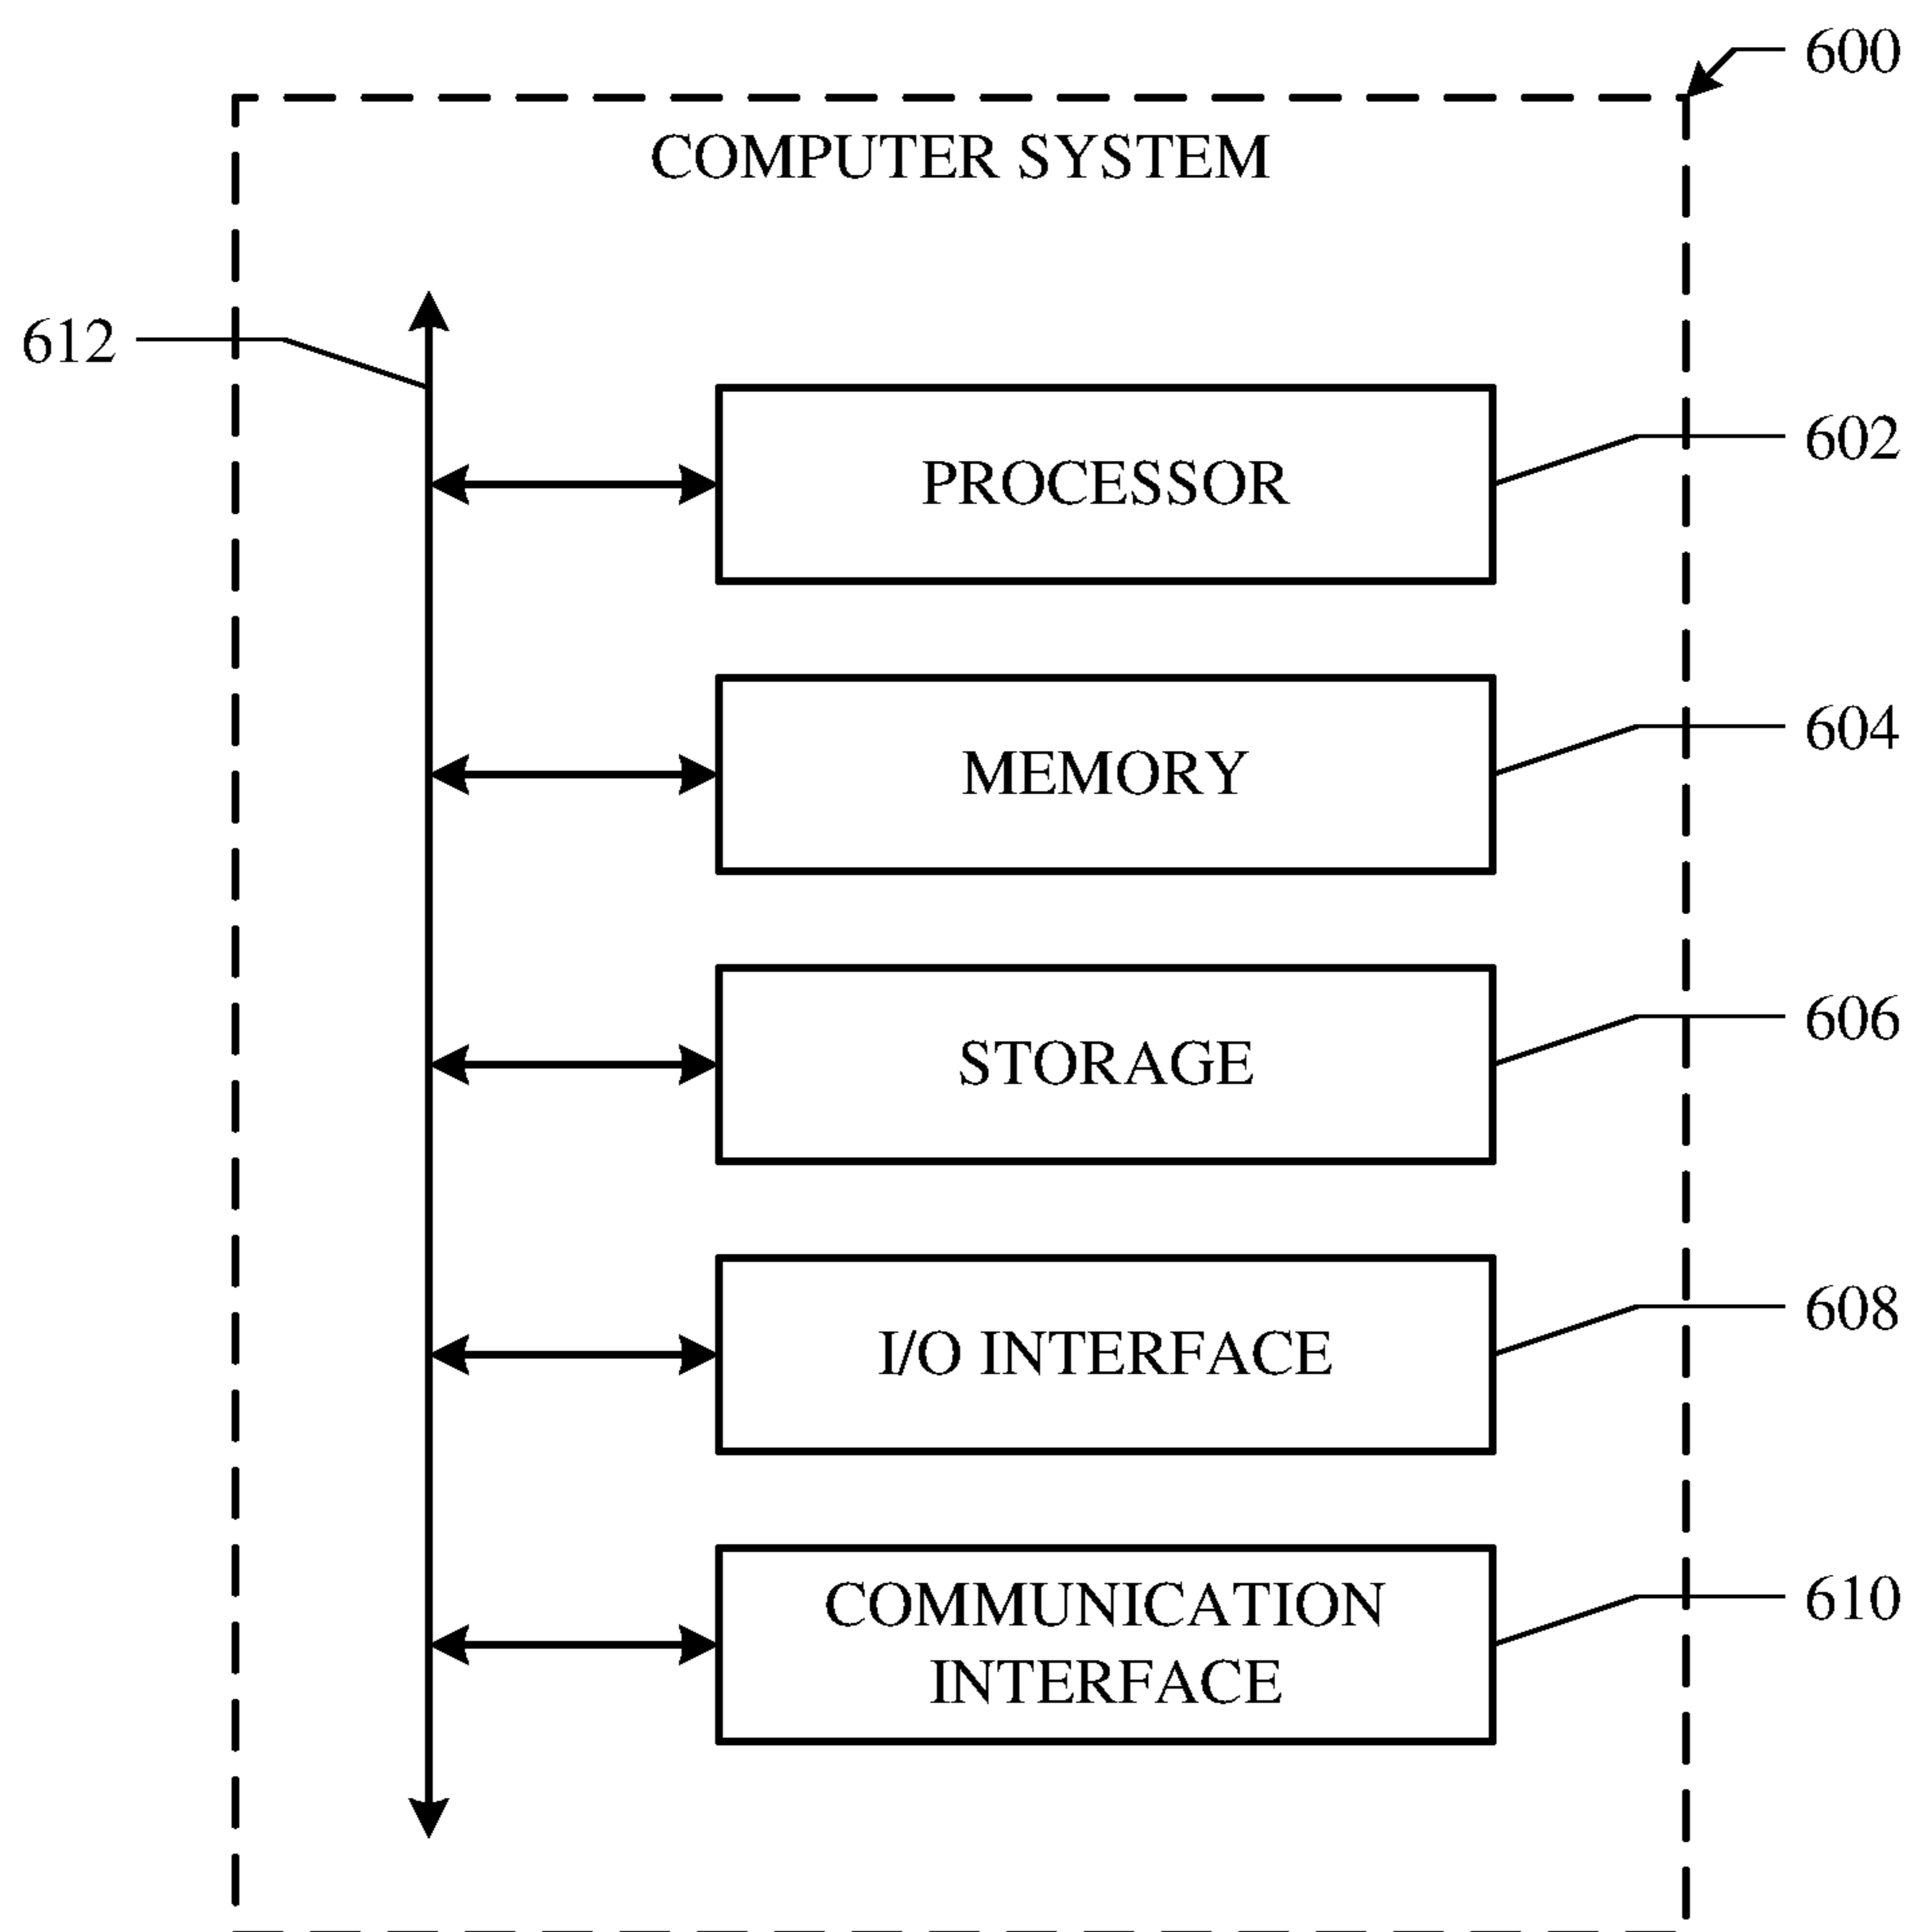 600
COMPUTER SYSTEM
612
PROCESSOR
602
MEMORY
604
STORAGE
606
I/O INTERFACE
608
COMMUNICATION
INTERFACE
610